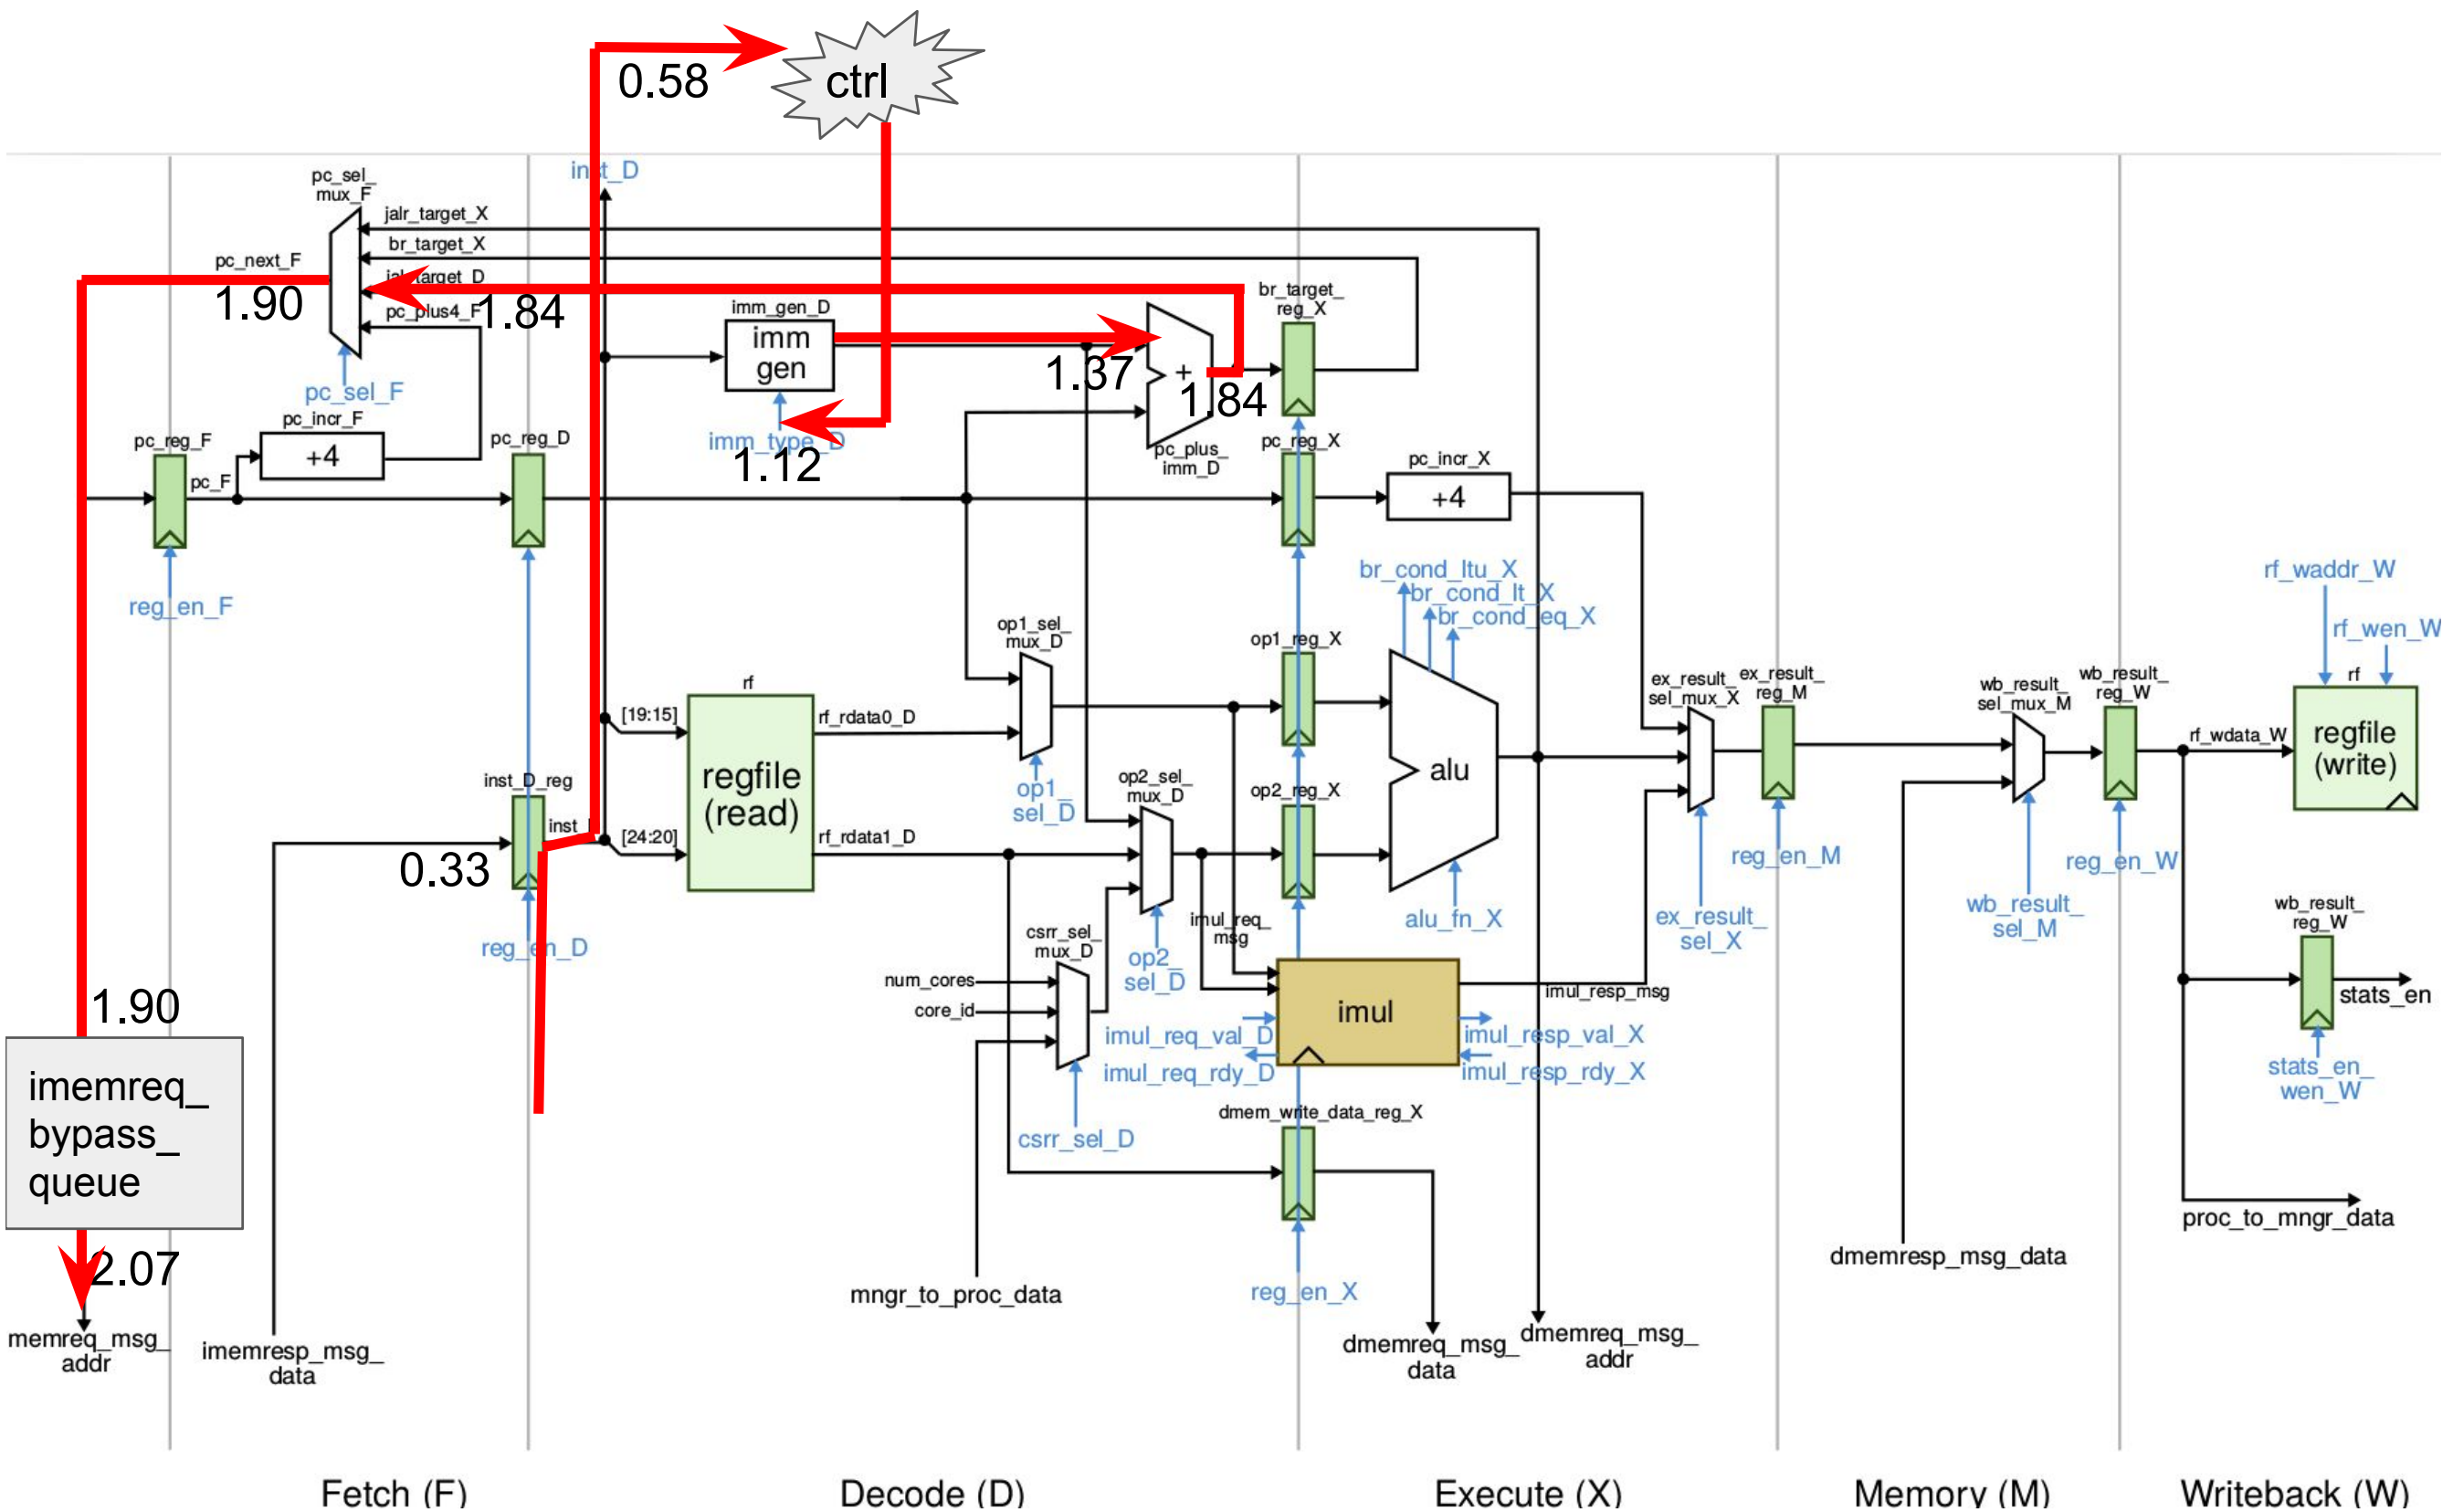 0.58
ctrl
inst_D
pc_sel_
mux_F
jalr_target_X
br_target_X
pc_next_F
1.90
jal_target_D
1.84
pc_plus4_F
imm_gen_D
imm
gen
1.37
+
1.84
br_target_
reg_X
pc_sel_F
pc_incr_F
+4
imm_type_D
1.12
pc_plus_
imm_D
pc_reg_F
pc_F
pc_reg_D
pc_reg_X
pc_incr_X
+4
reg_en_F
br_cond_ltu_X
br_cond_lt_X
br_cond_eq_X
rf_waddr_W
rf_wen_W
rf
op1_sel_
mux_D
op1_reg_X
rf
[19:15]
rf_rdata0_D
regfile
(read)
op1_
sel_D
[24:20]
rf_rdata1_D
op2_sel_
mux_D
op2_reg_X
alu
ex_result_
sel_mux_X
ex_result_
reg_M
wb_result_
sel_mux_M
wb_result_
reg_W
rf_wdata_W
regfile
(write)
inst_D_reg
inst_
0.33
reg_en_D
op2_
sel_D
imul_req_
msg
alu_fn_X
ex_result_
sel_X
reg_en_M
wb_result_
sel_M
reg_en_W
wb_result_
reg_W
stats_en
stats_en_
wen_W
csrr_sel_
mux_D
num_cores
core_id
csrr_sel_D
imul
imul_req_val_D
imul_req_rdy_D
imul_resp_msg
imul_resp_val_X
imul_resp_rdy_X
1.90
imemreq_
bypass_
queue
2.07
memreq_msg_
addr
imemresp_msg_
data
mngr_to_proc_data
dmem_write_data_reg_X
reg_en_X
dmemreq_msg_
data
dmemreq_msg_
addr
dmemresp_msg_data
proc_to_mngr_data
Fetch (F)
Decode (D)
Execute (X)
Memory (M)
Writeback (W)